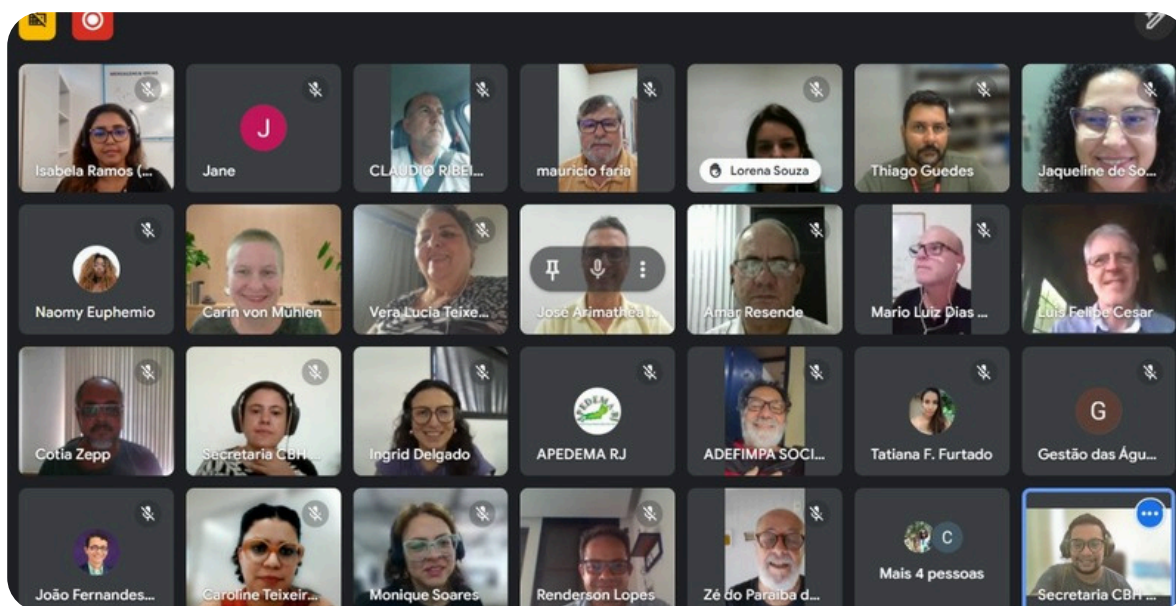 Isabela Ramos (...
J
Jane
CLAUDIO RIBEI...
mauricio faria
Lorena Souza
Thiago Guedes
Jaqueline de So...
Naomy Euphemio
Carin von Mühlen
Vera Lucia Teixe...
José Arimathéa
Amar Resende
Mario Luiz Dias ...
Luis Felipe Cesar
Cotia Zepp
Secretaria CBH ...
Ingrid Delgado
APEDEMA RJ
ADEFIMPA SOCI...
Tatiana F. Furtado
G
Gestão das Águ...
João Fernandes...
Caroline Teixeir...
Monique Soares
Renderson Lopes
Zé do Paraiba d...
C
Mais 4 pessoas
Secretaria CBH ...